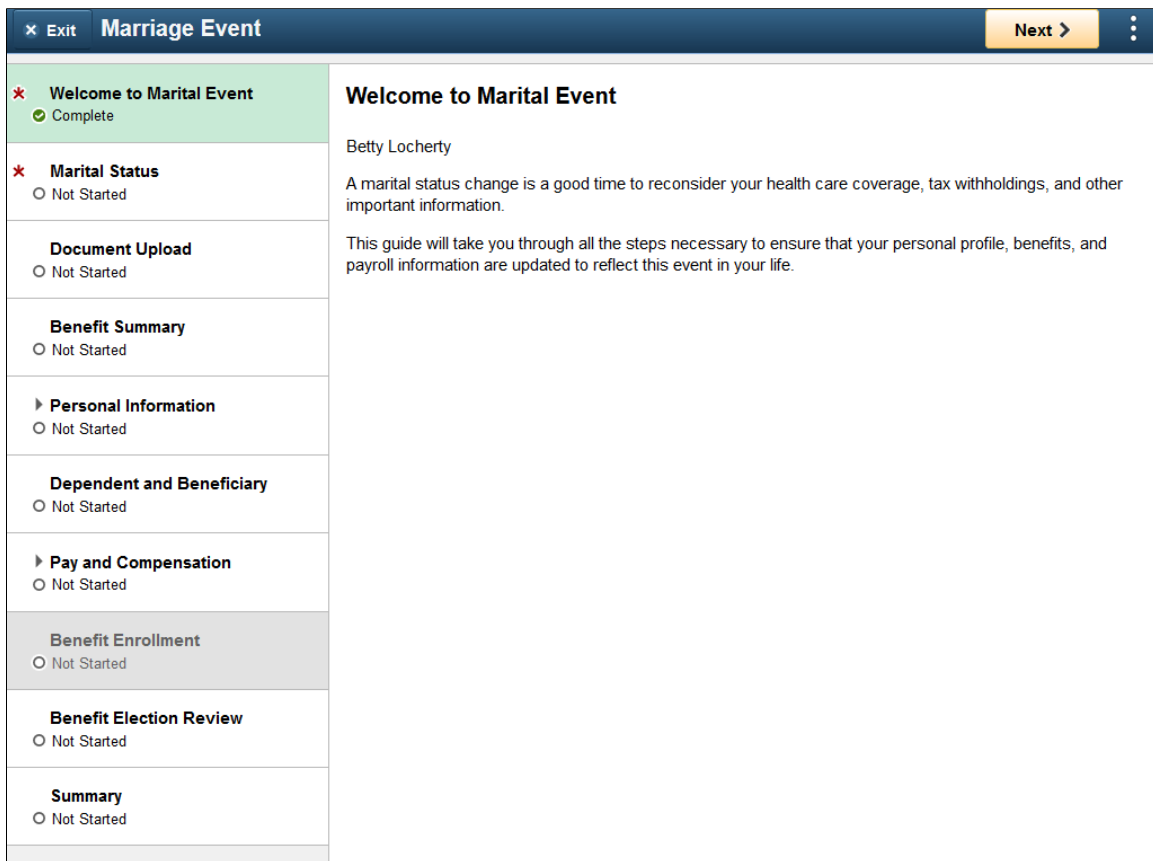 Exit
Marriage Event
Next
Welcome to Marital Event
Complete
Marital Status
Not Started
Document Upload
Not Started
Benefit Summary
Not Started
Personal Information
Not Started
Dependent and Beneficiary
Not Started
Pay and Compensation
Not Started
Benefit Enrollment
Not Started
Benefit Election Review
Not Started
Summary
Not Started
Welcome to Marital Event
Betty Locherty
A marital status change is a good time to reconsider your health care coverage, tax withholdings, and other
important information.
This guide will take you through all the steps necessary to ensure that your personal profile, benefits, and
payroll information are updated to reflect this event in your life.